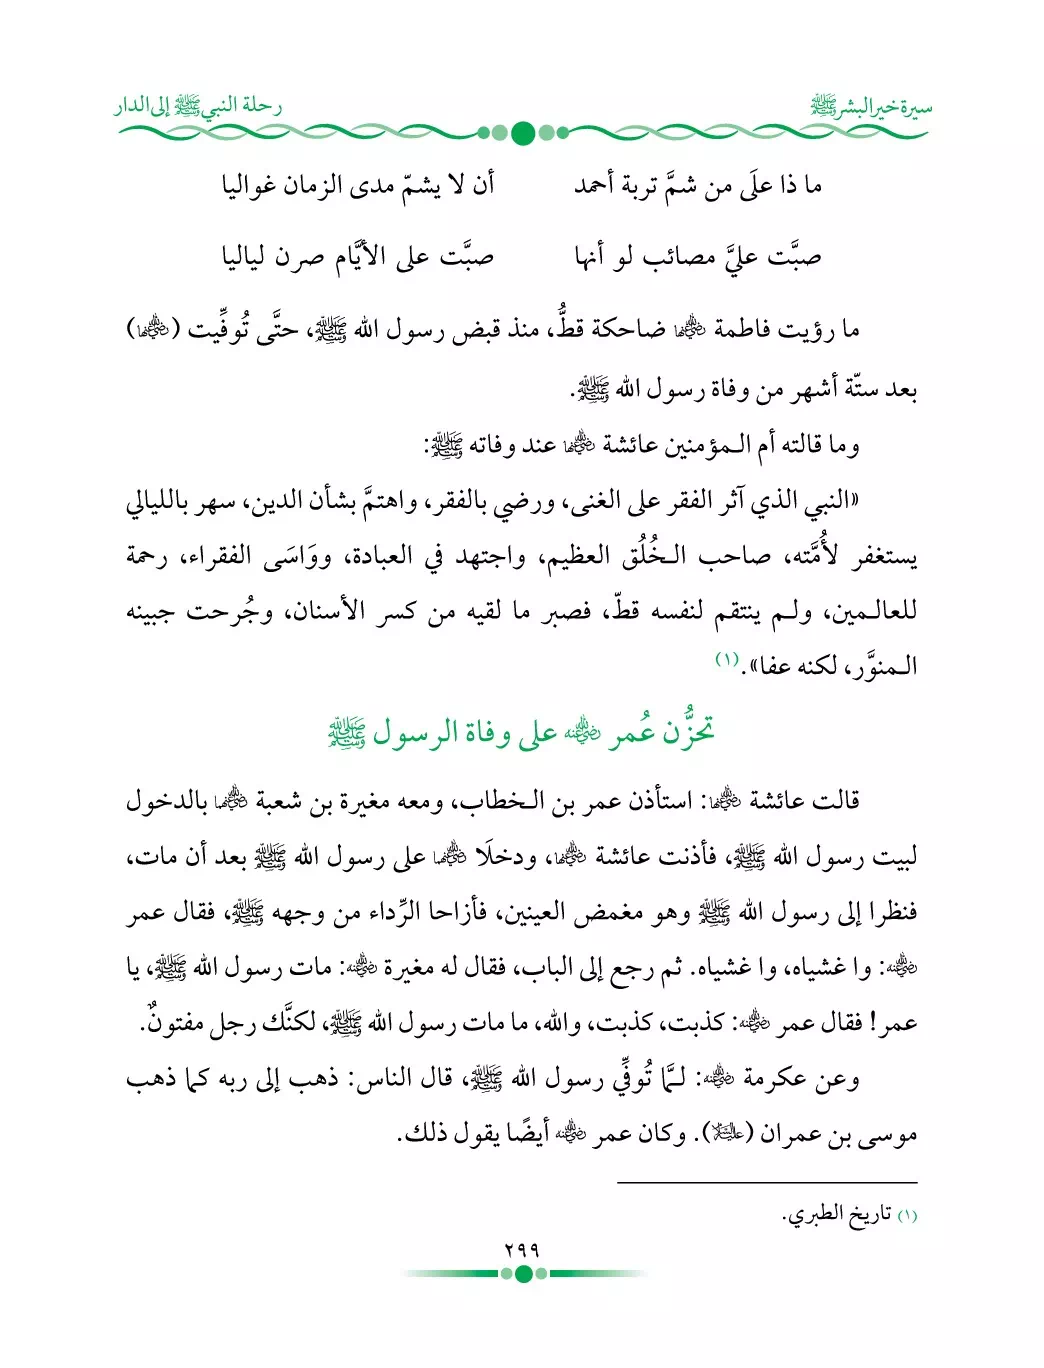 سيرة خير البشر ﷺ
رحلة النبي ﷺ إلى الدار
ما ذا علَى من شمَّ تربة أحمد أن لا يشمّ مدى الزمان غواليا
صبَّت عليَّ مصائب لو أنها صبَّت على الأيَّام صرن لياليا
ما رؤيت فاطمة رضي الله عنها ضاحكة قطُّ، منذ قبض رسول الله ﷺ، حتَّى تُوفِّيت (رضي الله عنها)
بعد ستّة أشهر من وفاة رسول الله ﷺ.
وما قالته أم الـمؤمنين عائشة رضي الله عنها عند وفاته ﷺ:
«النبي الذي آثر الفقر على الغنى، ورضي بالفقر، واهتمَّ بشأن الدين، سهر بالليالي
يستغفر لأُمَّته، صاحب الـخُلُق العظيم، واجتهد في العبادة، ووَاسَى الفقراء، رحمة
للعالـمين، ولـم ينتقم لنفسه قطّ، فصبر ما لقيه من كسر الأسنان، وجُرحت جبينه
الـمنوَّر، لكنه عفا».(١)
تحزُّن عُمر رضي الله عنه على وفاة الرسول ﷺ
قالت عائشة رضي الله عنها: استأذن عمر بن الـخطاب، ومعه مغيرة بن شعبة رضي الله عنهما بالدخول
لبيت رسول الله ﷺ، فأذنت عائشة رضي الله عنها، ودخلَا رضي الله عنهما على رسول الله ﷺ بعد أن مات،
فنظرا إلى رسول الله ﷺ وهو مغمض العينين، فأزاحا الرِّداء من وجهه ﷺ، فقال عمر
رضي الله عنه: وا غشياه، وا غشياه. ثم رجع إلى الباب، فقال له مغيرة رضي الله عنه: مات رسول الله ﷺ، يا
عمر! فقال عمر رضي الله عنه: كذبت، كذبت، والله، ما مات رسول الله ﷺ، لكنَّك رجل مفتونٌ.
وعن عكرمة رضي الله عنه: لـمَّا تُوفِّي رسول الله ﷺ، قال الناس: ذهب إلى ربه كما ذهب
موسى بن عمران (عليه السلام). وكان عمر رضي الله عنه أيضًا يقول ذلك.
(١) تاريخ الطبري.
٢٩٩